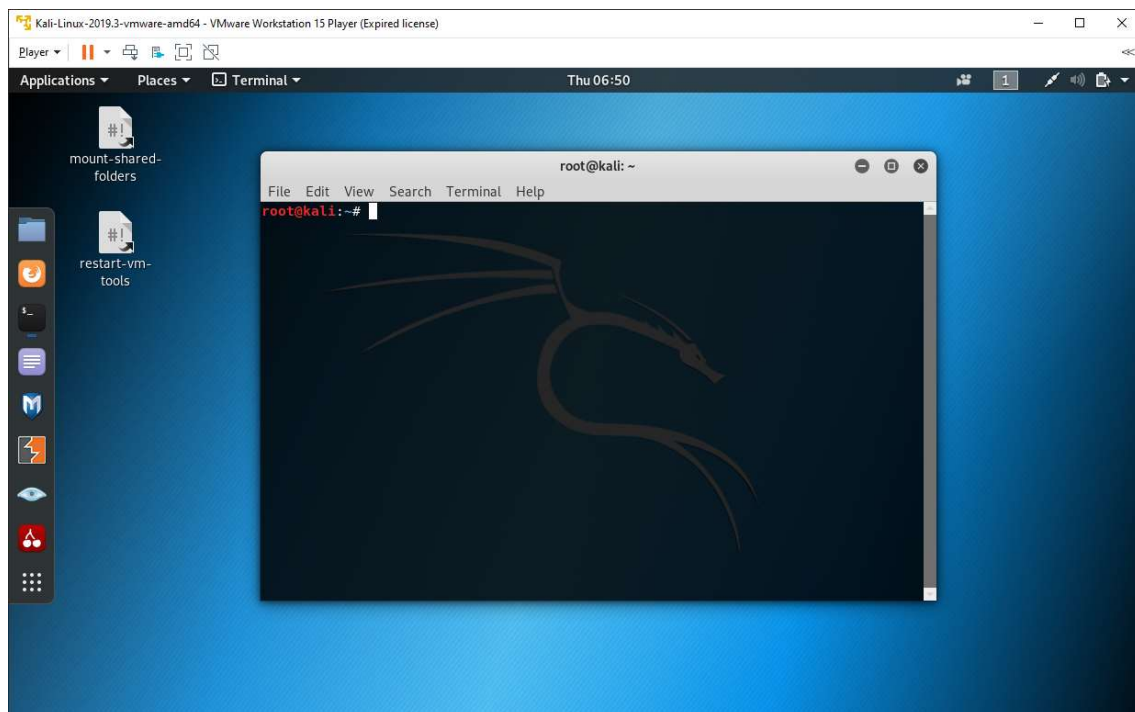 Kali-Linux-2019.3-vmware-amd64 - VMware Workstation 15 Player (Expired license)
Player
Applications Places Terminal Thu 06:50 1
#!
mount-shared-
folders
root@kali: ~
File Edit View Search Terminal Help
root@kali:~#
#!
restart-vm-
tools
$_